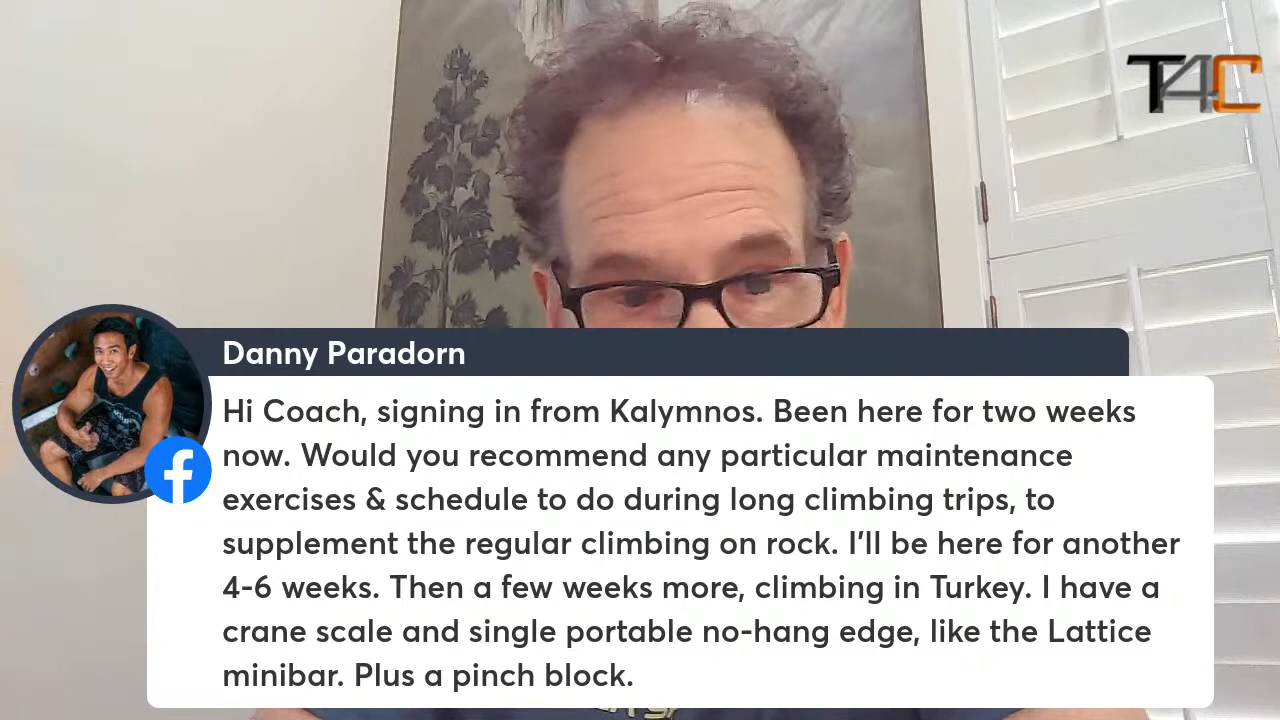 T4C
Danny Paradorn
Hi Coach, signing in from Kalymnos. Been here for two weeks
now. Would you recommend any particular maintenance
exercises & schedule to do during long climbing trips, to
supplement the regular climbing on rock. I'll be here for another
4-6 weeks. Then a few weeks more, climbing in Turkey. I have a
crane scale and single portable no-hang edge, like the Lattice
minibar. Plus a pinch block.